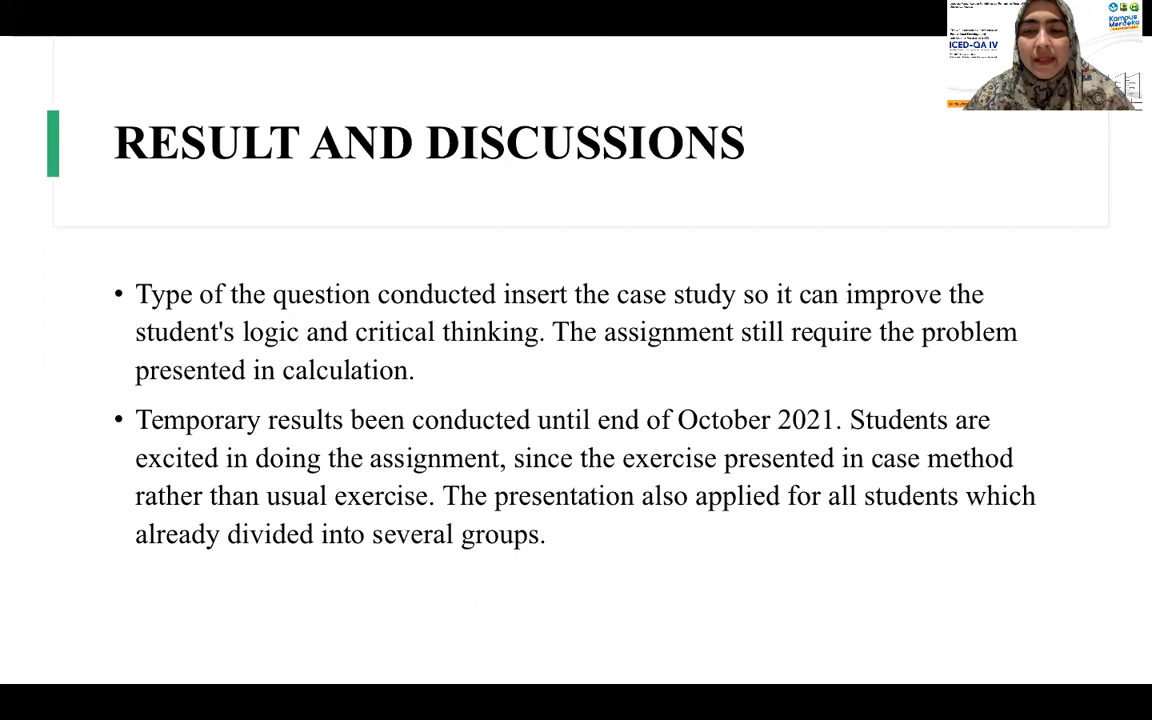 ICED-QA IV
Kampus
Merdeka
RESULT AND DISCUSSIONS
• Type of the question conducted insert the case study so it can improve the
student's logic and critical thinking. The assignment still require the problem
presented in calculation.
• Temporary results been conducted until end of October 2021. Students are
excited in doing the assignment, since the exercise presented in case method
rather than usual exercise. The presentation also applied for all students which
already divided into several groups.